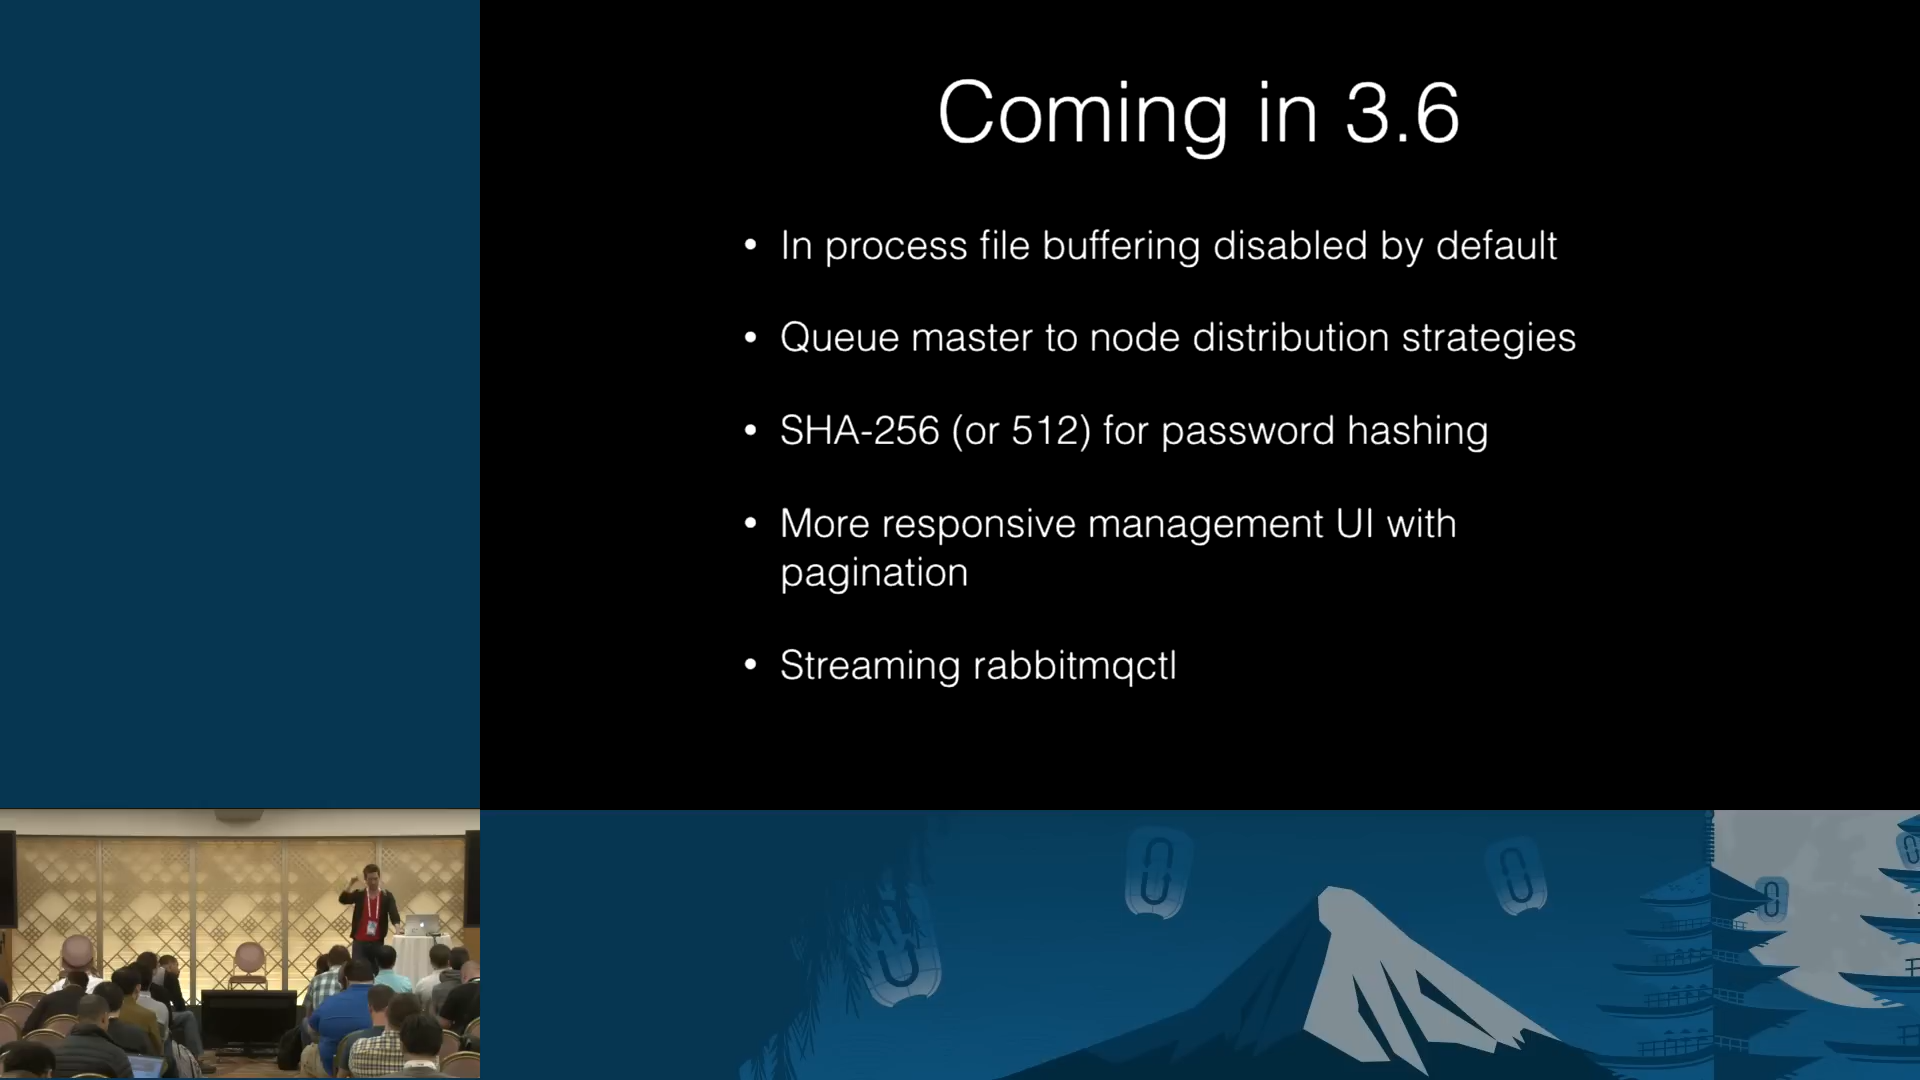 Coming in 3.6
• In process file buffering disabled by default
• Queue master to node distribution strategies
• SHA-256 (or 512) for password hashing
• More responsive management UI with
pagination
• Streaming rabbitmqctl